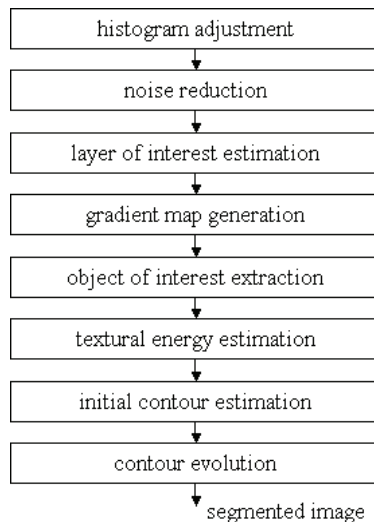 histogram adjustment
noise reduction
layer of interest estimation
gradient map generation
object of interest extraction
textural energy estimation
initial contour estimation
contour evolution
segmented image